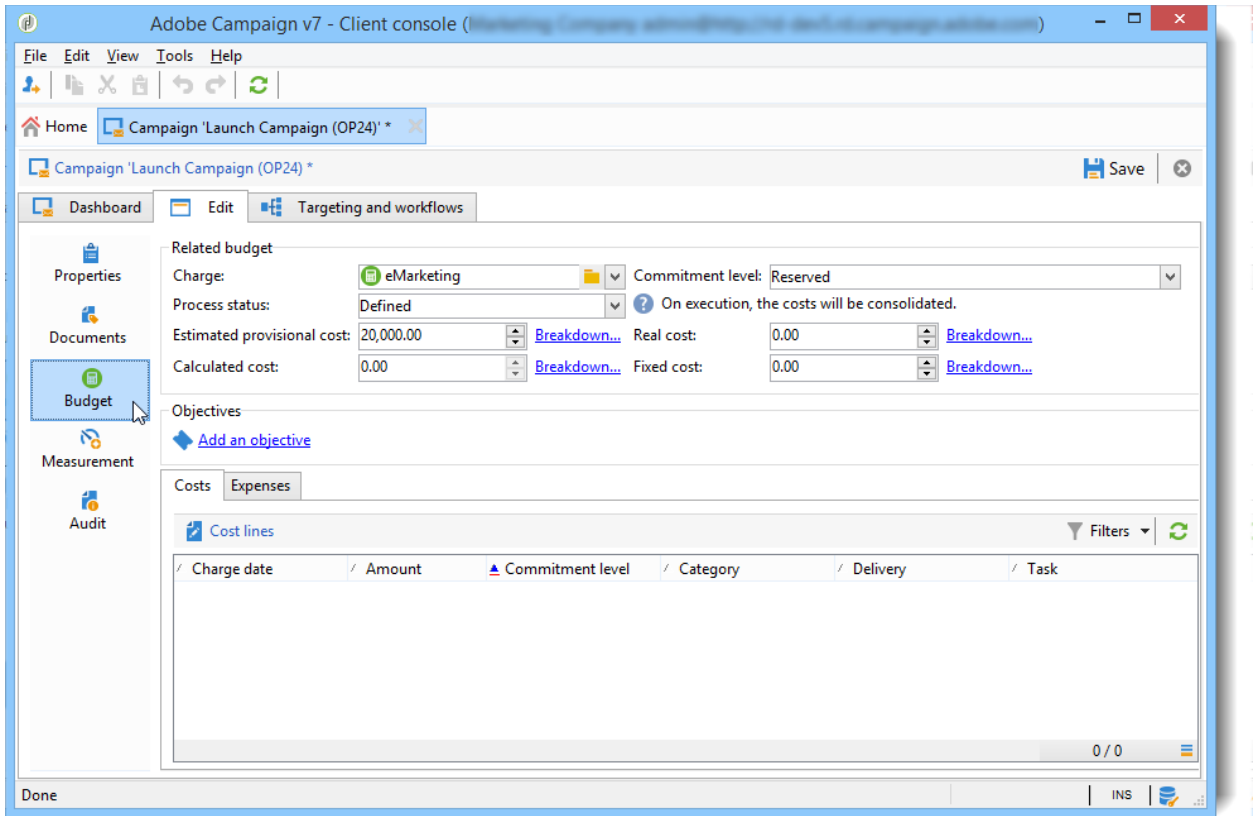 Adobe Campaign v7 - Client console ( )
File Edit View Tools Help
Home Campaign 'Launch Campaign (OP24)' *
Campaign 'Launch Campaign (OP24) * Save
Dashboard Edit Targeting and workflows
Properties
Documents
Budget
Measurement
Audit
Related budget
Charge: eMarketing Commitment level: Reserved
Process status: Defined ? On execution, the costs will be consolidated.
Estimated provisional cost: 20,000.00 Breakdown... Real cost: 0.00 Breakdown...
Calculated cost: 0.00 Breakdown... Fixed cost: 0.00 Breakdown...
Objectives
Add an objective
Costs Expenses
Cost lines Filters
Charge date Amount Commitment level Category Delivery Task
0 / 0
Done INS